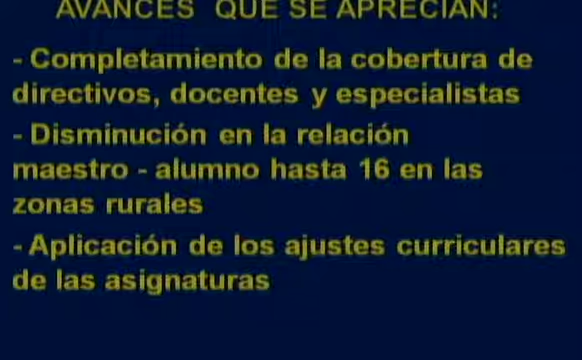 AVANCES QUE SE APRECIAN:
- Completamiento de la cobertura de
directivos, docentes y especialistas
- Disminución en la relación
maestro - alumno hasta 16 en las
zonas rurales
- Aplicación de los ajustes curriculares
de las asignaturas